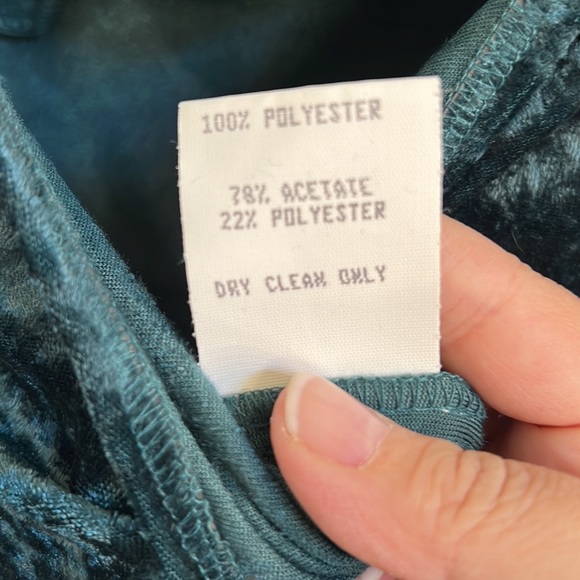 100% POLYESTER
78% ACETATE
22% POLYESTER
DRY CLEAN ONLY